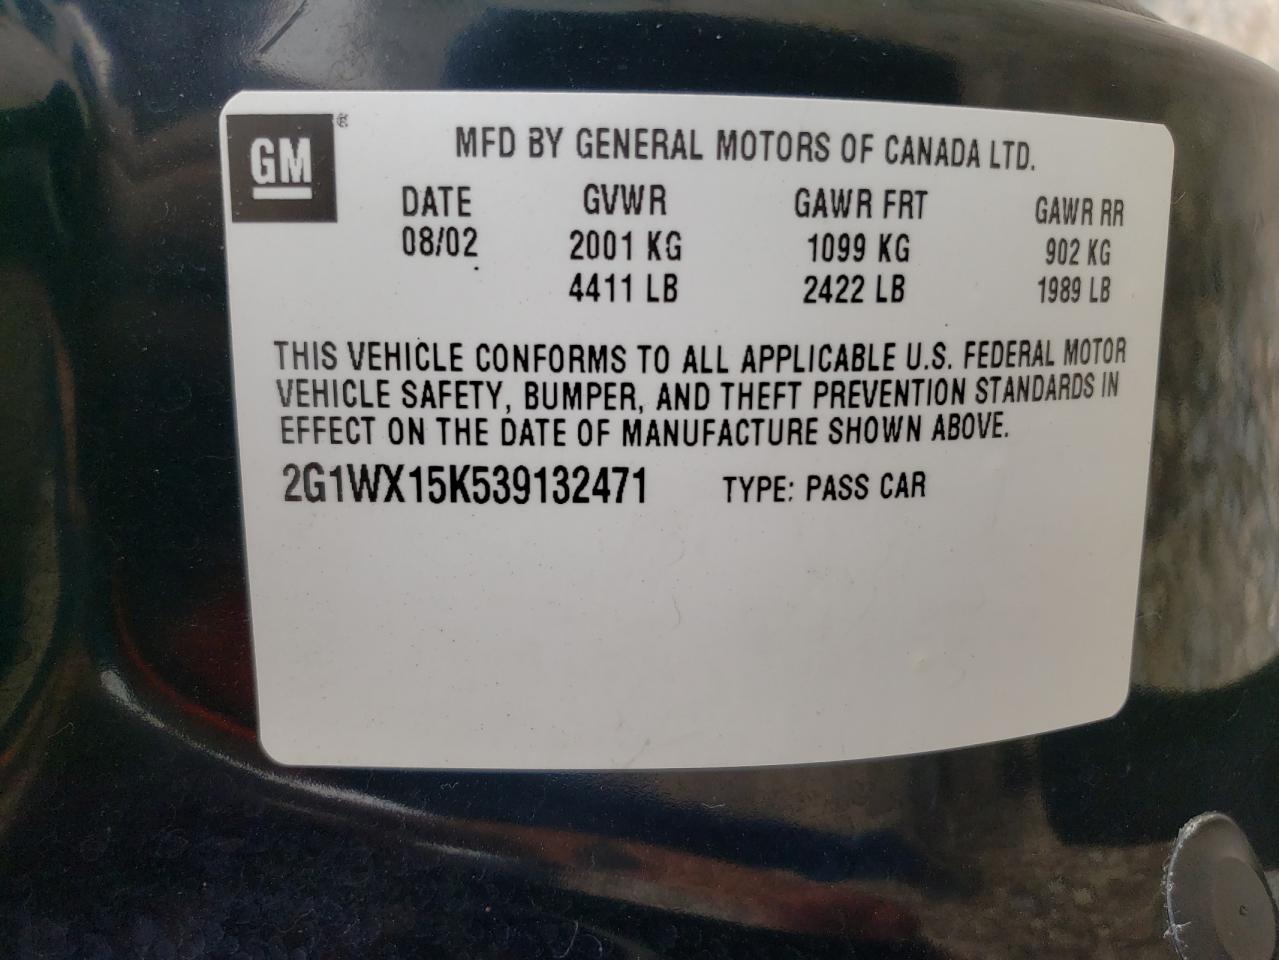 GM ®
MFD BY GENERAL MOTORS OF CANADA LTD.
DATE GVWR GAWR FRT GAWR RR
08/02 2001 KG 1099 KG 902 KG
4411 LB 2422 LB 1989 LB
THIS VEHICLE CONFORMS TO ALL APPLICABLE U.S. FEDERAL MOTOR
VEHICLE SAFETY, BUMPER, AND THEFT PREVENTION STANDARDS IN
EFFECT ON THE DATE OF MANUFACTURE SHOWN ABOVE.
2G1WX15K539132471 TYPE: PASS CAR